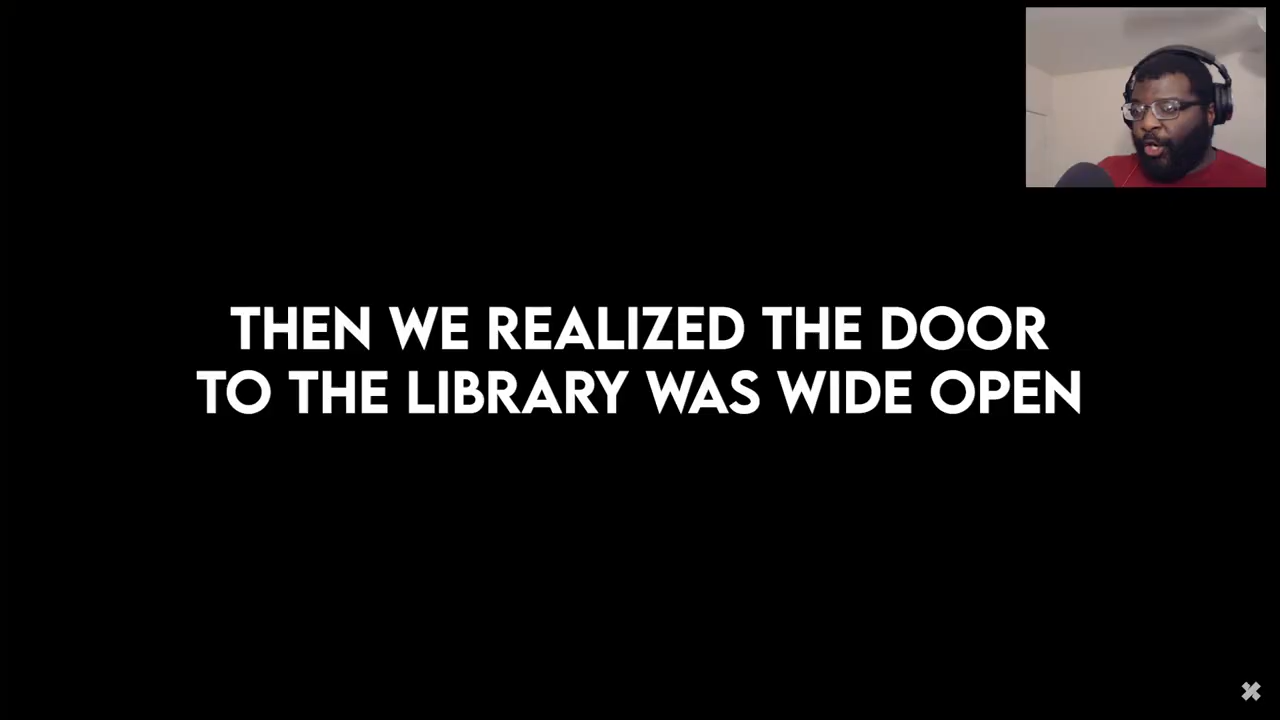 THEN WE REALIZED THE DOOR
TO THE LIBRARY WAS WIDE OPEN